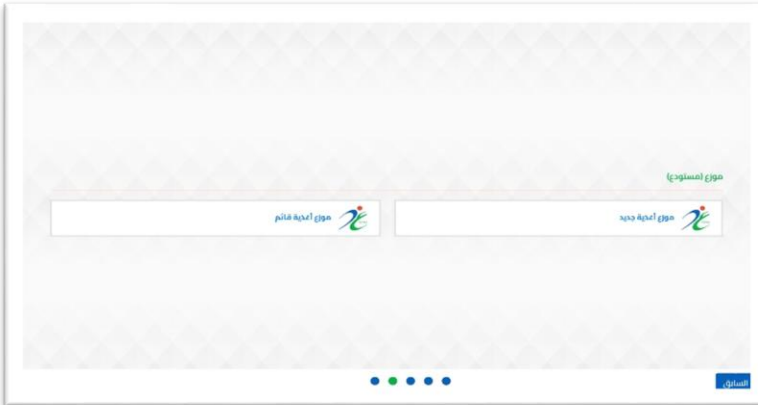 موزع (مستودع)
موزع أغذية جديد
موزع أغذية قائم
السابق